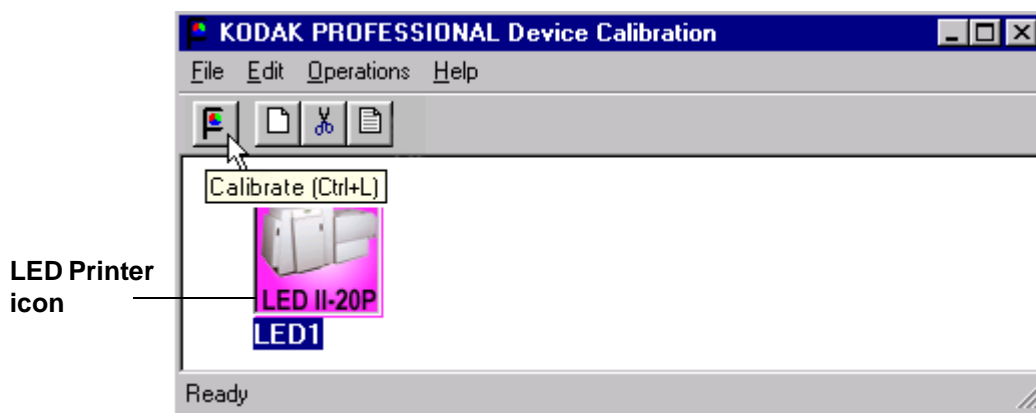 KODAK PROFESSIONAL Device Calibration
File Edit Operations Help
Calibrate (Ctrl+L)
LED Printer
icon
LED II-20P
LED1
Ready